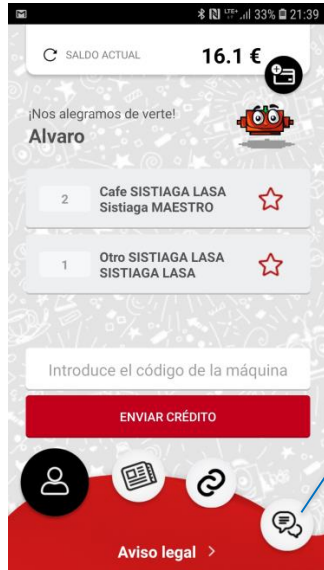 LTE+ 33% 21:39
SALDO ACTUAL 16.1 €
¡Nos alegramos de verte!
Alvaro
2 Cafe SISTIAGA LASA
Sistiaga MAESTRO
1 Otro SISTIAGA LASA
SISTIAGA LASA
Introduce el código de la máquina
ENVIAR CRÉDITO
Aviso legal >